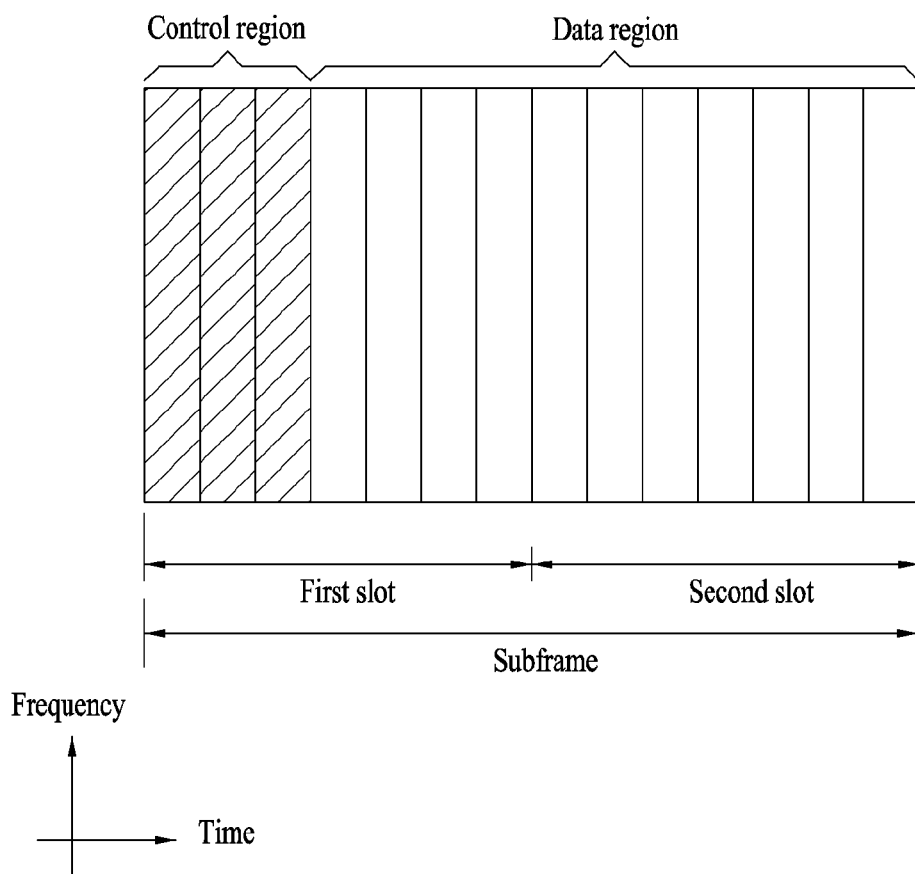 Control region
Data region
First slot
Second slot
Subframe
Frequency
Time